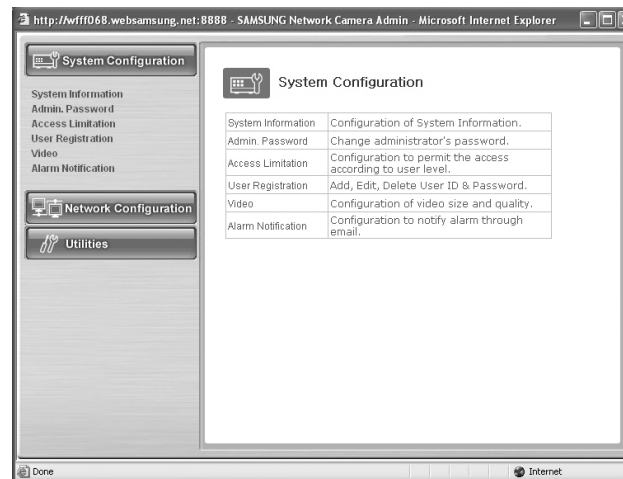 http://wfff068.websamsung.net:8888 - SAMSUNG Network Camera Admin - Microsoft Internet Explorer
System Configuration
System Information
Admin. Password
Access Limitation
User Registration
Video
Alarm Notification
Network Configuration
Utilities
System Configuration
System Information Configuration of System Information.
Admin. Password Change administrator's password.
Access Limitation Configuration to permit the access
according to user level.
User Registration Add, Edit, Delete User ID & Password.
Video Configuration of video size and quality.
Alarm Notification Configuration to notify alarm through
email.
Done
Internet